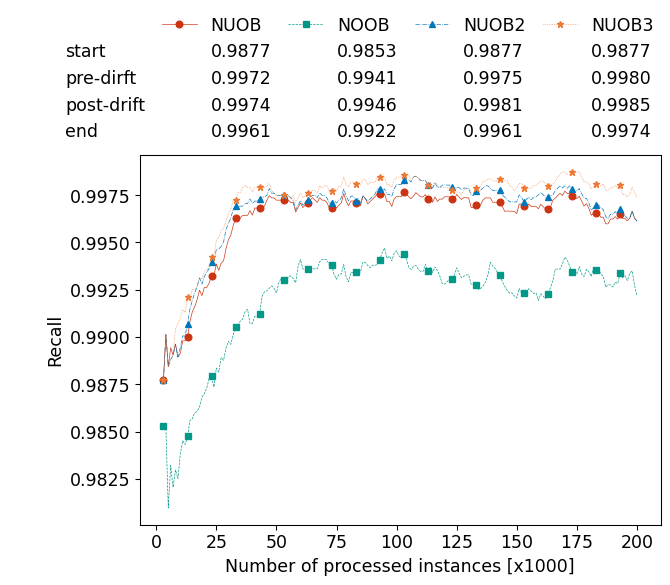 NUOB NOOB NUOB2 NUOB3
start 0.9877 0.9853 0.9877 0.9877
pre-dirft 0.9972 0.9941 0.9975 0.9980
post-drift 0.9974 0.9946 0.9981 0.9985
end 0.9961 0.9922 0.9961 0.9974
Recall
0.9975
0.9950
0.9925
0.9900
0.9875
0.9850
0.9825
0 25 50 75 100 125 150 175 200
Number of processed instances [x1000]